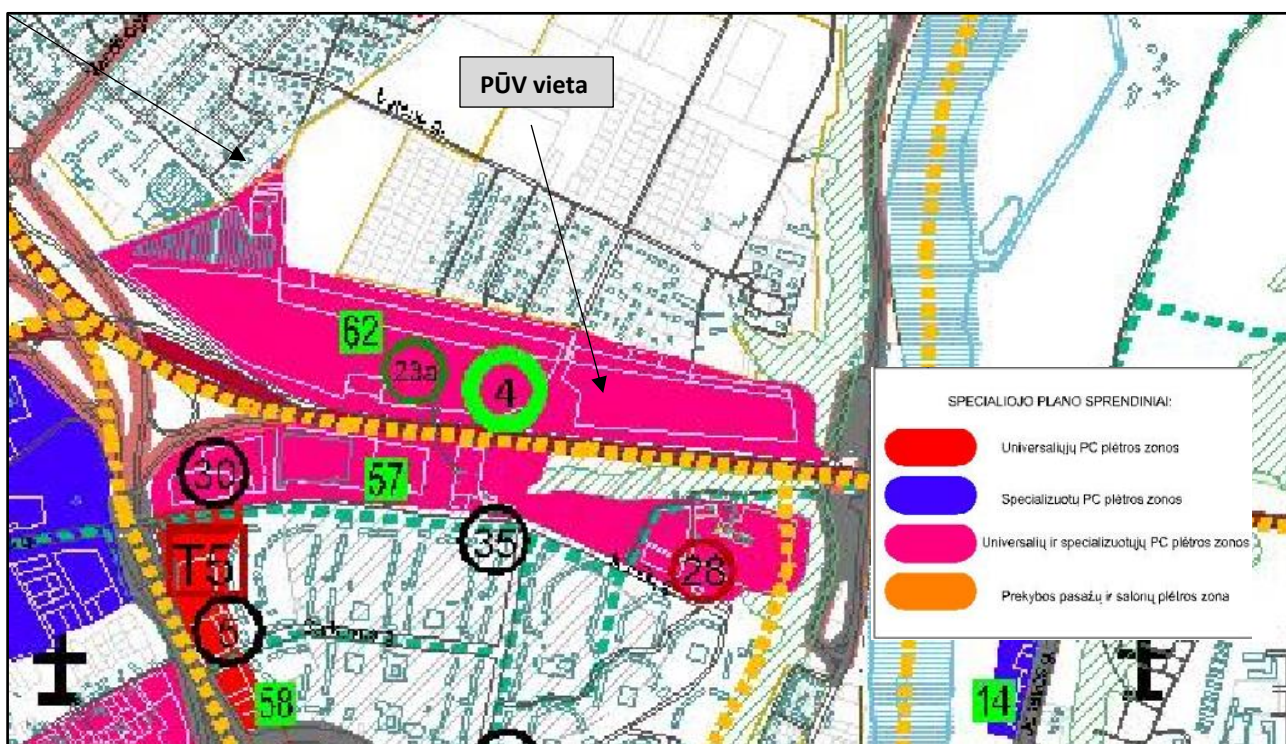 PŪV vieta
62
23a
4
SPECIALIOJO PLANO SPRENDINIAI:
Universaliųjų PC plėtros zonos
Specializuotų PC plėtros zonos
Universalių ir specializuotųjų PC plėtros zonos
Prekybos pasažų ir salonų plėtros zona
30
57
35
T5
28
6
58
14